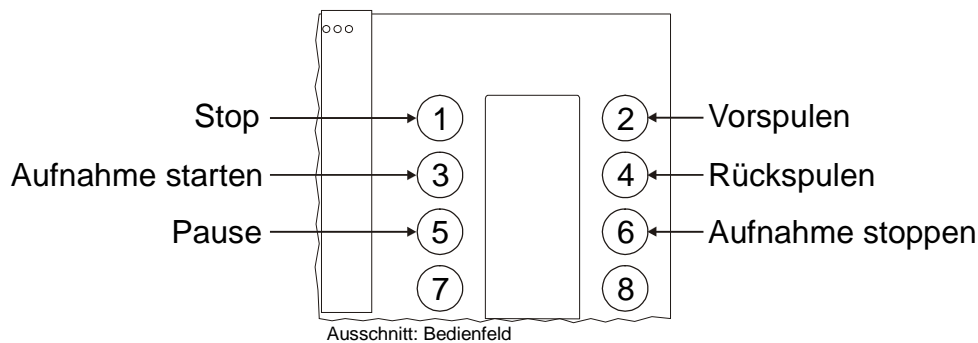 Stop 1 2 Vorspulen
Aufnahme starten 3 4 Rückspulen
Pause 5 6 Aufnahme stoppen
7 8
Ausschnitt: Bedienfeld